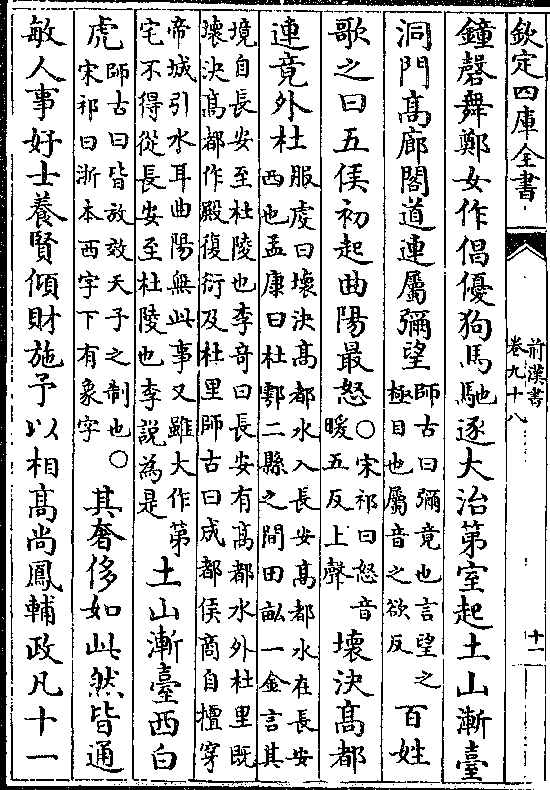 欽定四庫全書
前漢書
卷九十八
十一
鐘磬舞鄭女作倡優狗馬馳逐大治第室起土山漸臺
洞門髙廊閣道連屬彌望師古曰彌竟也言望之極目也屬音之欲反百姓
歌之曰五侯初起曲陽最怒○宋祁曰怒音暖五反上聲壞決髙都
連竟外杜服虔曰壞決髙都水入長安髙都水在長安西也孟康曰杜鄠二縣之間田畝一金言其
境自長安至杜陵也李竒曰長安有髙都水外杜里既壞決髙都作殿復衍及杜里師古曰成都侯商自擅穿
帝城引水耳曲陽無此事又雖大作第宅不得從長安至杜陵也李說為是土山漸臺西白
虎師古曰皆放效天子之制也○宋祁曰浙本西字下有象字其奢侈如此然皆通
敏人事好士養賢傾財施予以相髙尚鳳輔政凡十一